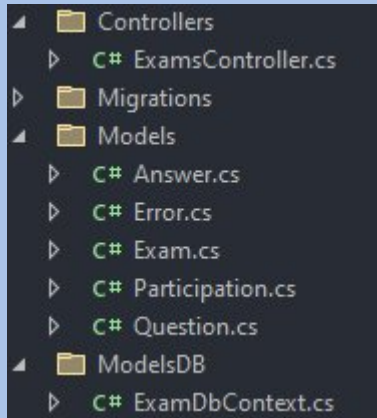 Controllers
C# ExamsController.cs
Migrations
Models
C# Answer.cs
C# Error.cs
C# Exam.cs
C# Participation.cs
C# Question.cs
ModelsDB
C# ExamDbContext.cs